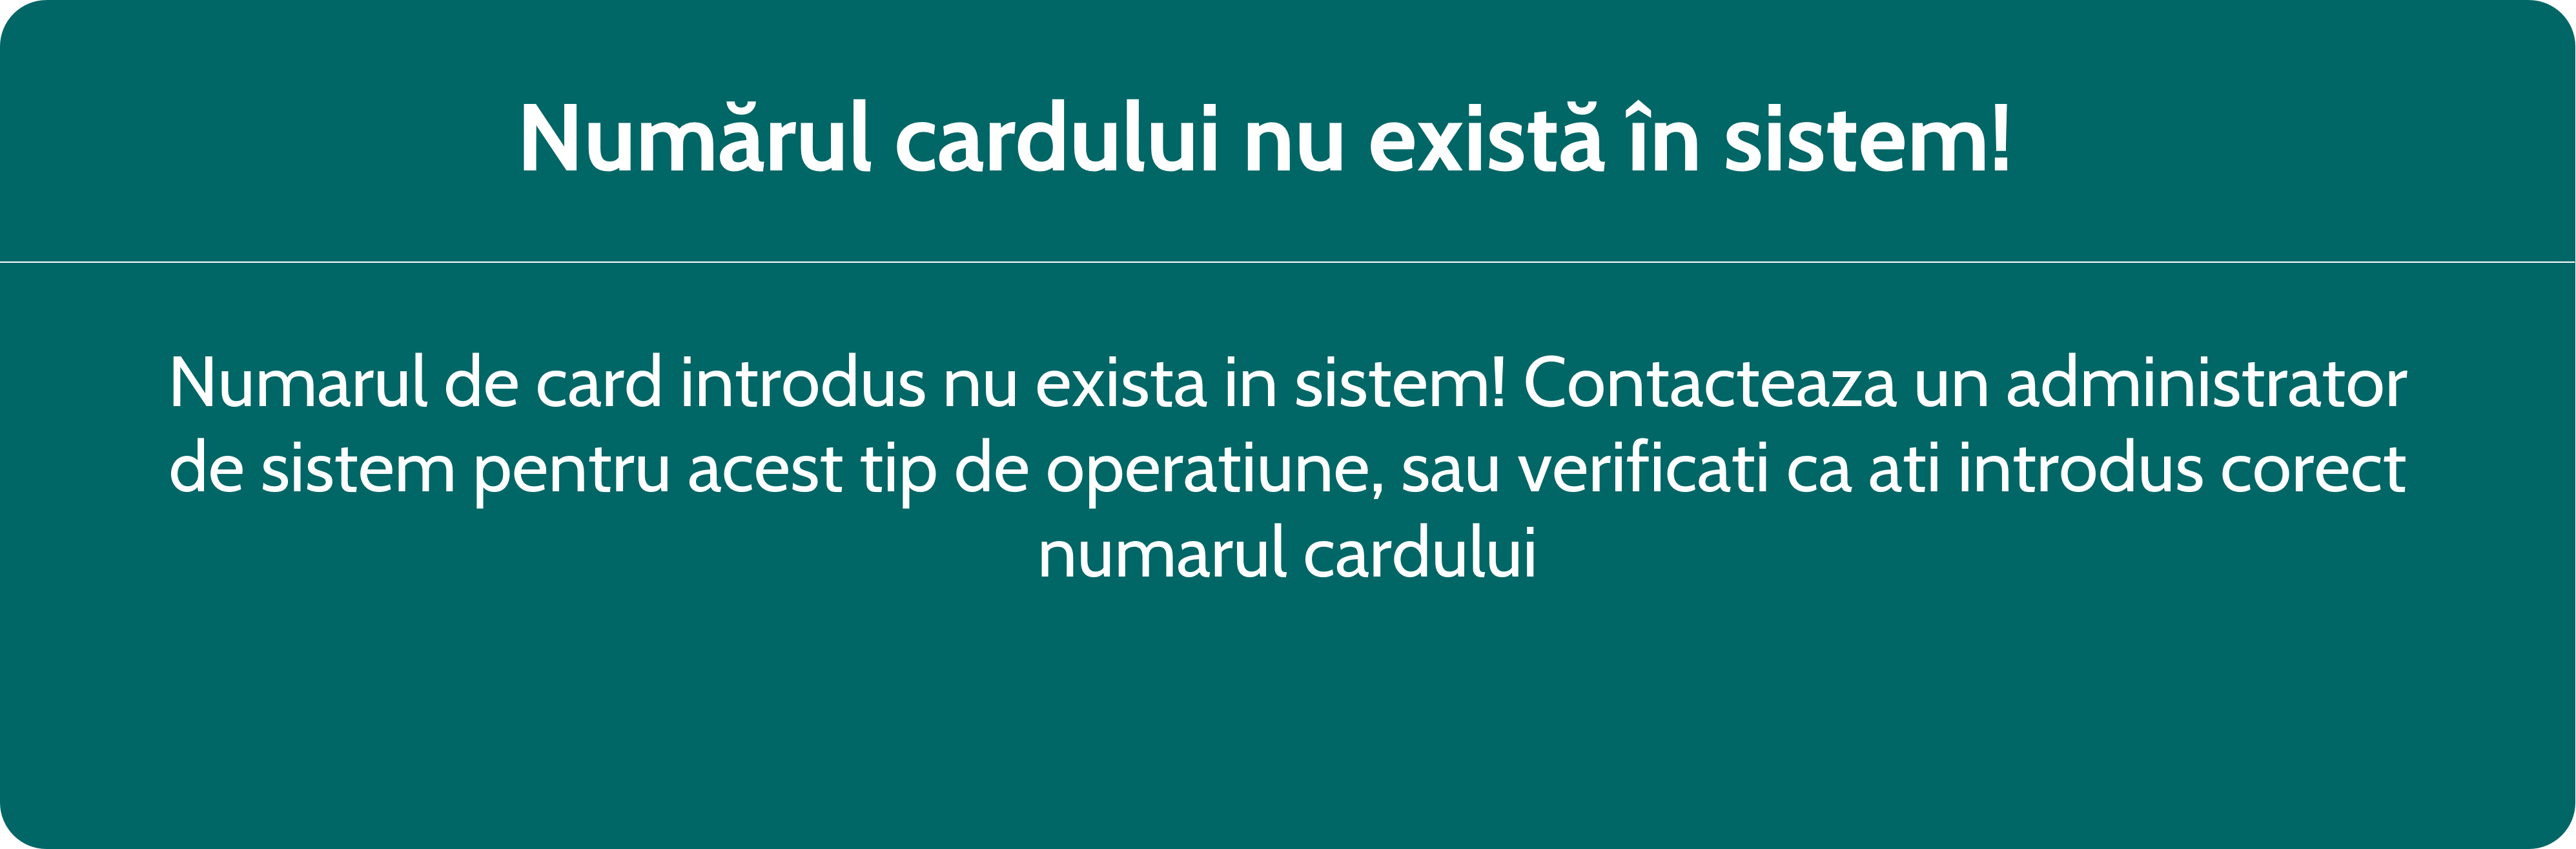 Numărul cardului nu există în sistem!
Numarul de card introdus nu exista in sistem! Contacteaza un administrator
de sistem pentru acest tip de operatiune, sau verificati ca ati introdus corect
numarul cardului